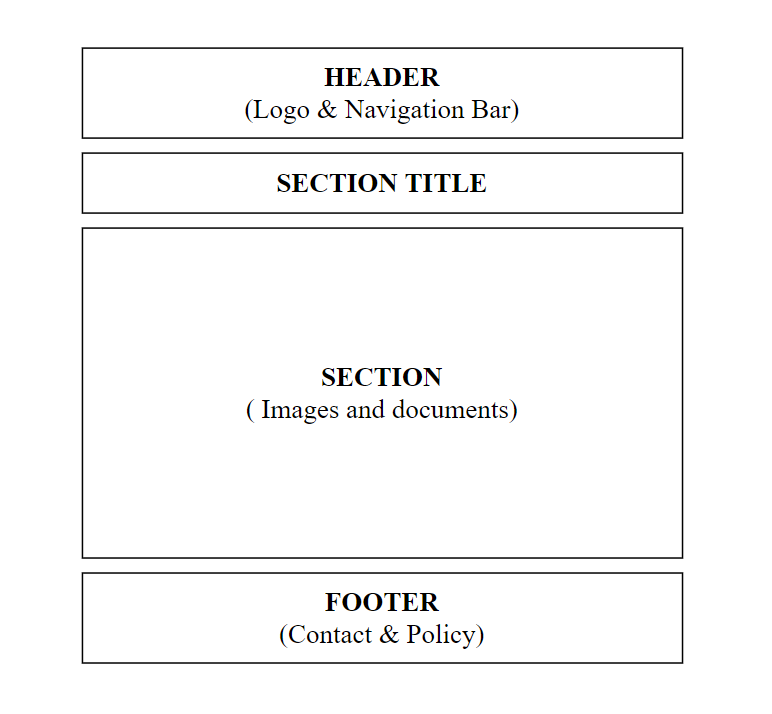 HEADER
(Logo & Navigation Bar)
SECTION TITLE
SECTION
( Images and documents)
FOOTER
(Contact & Policy)